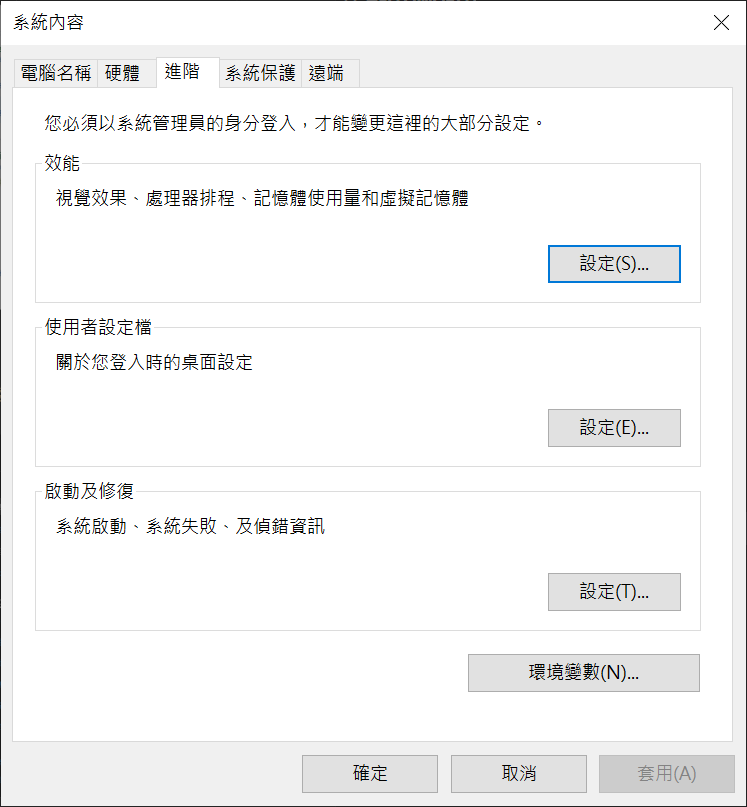 系統內容
電腦名稱 硬體 進階 系統保護 遠端
您必須以系統管理員的身分登入，才能變更這裡的大部分設定。
效能
視覺效果、處理器排程、記憶體使用量和虛擬記憶體
設定(S)...
使用者設定檔
關於您登入時的桌面設定
設定(E)...
啟動及修復
系統啟動、系統失敗、及偵錯資訊
設定(T)...
環境變數(N)...
確定 取消 套用(A)